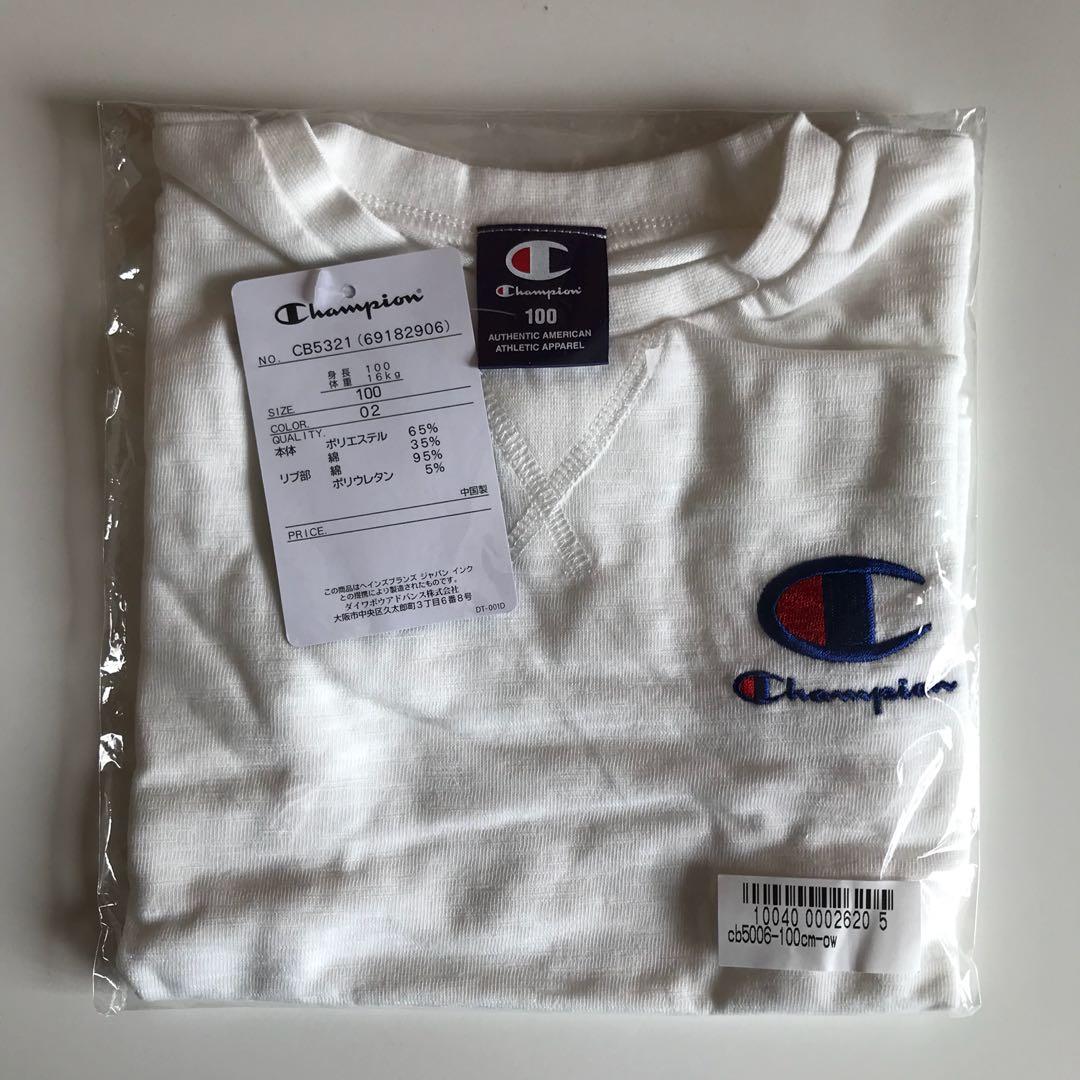 Champion
100
AUTHENTIC AMERICAN
ATHLETIC APPAREL
Champion
NO. CB5321(69182906)
身長 100
体重 16kg
SIZE. 100
COLOR. 02
QUALITY.
本体 ポリエステル 65%
綿 35%
リブ部 綿 95%
ポリウレタン 5%
中国製
PRICE.
この商品はヘインズブランズ ジャパン インク
との提携により製造されたものです。
ダイワボウアドバンス株式会社
大阪市中央区久太郎町3丁目6番8号
DT-001D
Champion
10040 0002620 5
cb5006-100cm-ow